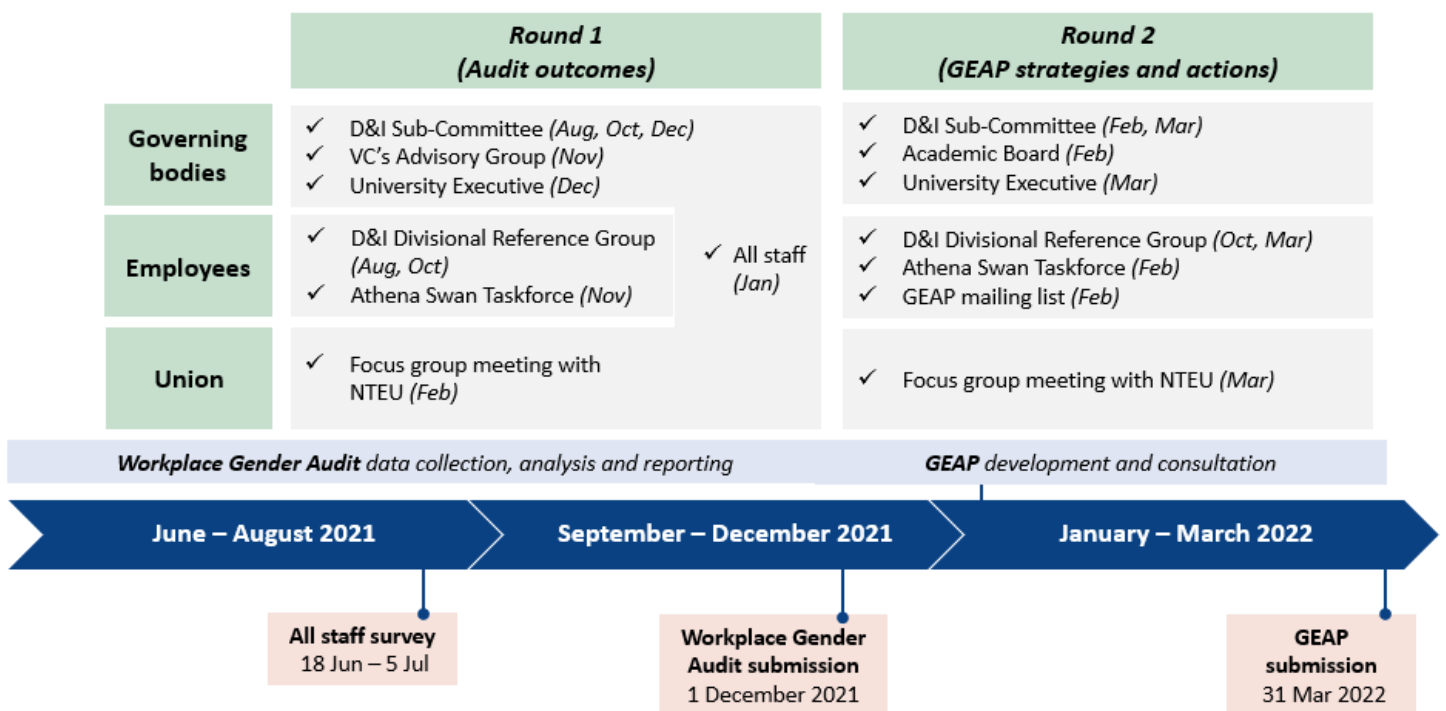 Round 1
(Audit outcomes)
Round 2
(GEAP strategies and actions)
Governing
bodies
✓ D&I Sub-Committee (Aug, Oct, Dec)
✓ VC's Advisory Group (Nov)
✓ University Executive (Dec)
✓ D&I Sub-Committee (Feb, Mar)
✓ Academic Board (Feb)
✓ University Executive (Mar)
Employees
✓ D&I Divisional Reference Group
(Aug, Oct)
✓ Athena Swan Taskforce (Nov)
✓ All staff
(Jan)
✓ D&I Divisional Reference Group (Oct, Mar)
✓ Athena Swan Taskforce (Feb)
✓ GEAP mailing list (Feb)
Union
✓ Focus group meeting with
NTEU (Feb)
✓ Focus group meeting with NTEU (Mar)
Workplace Gender Audit data collection, analysis and reporting
GEAP development and consultation
June – August 2021
September – December 2021
January – March 2022
All staff survey
18 Jun – 5 Jul
Workplace Gender
Audit submission
1 December 2021
GEAP
submission
31 Mar 2022